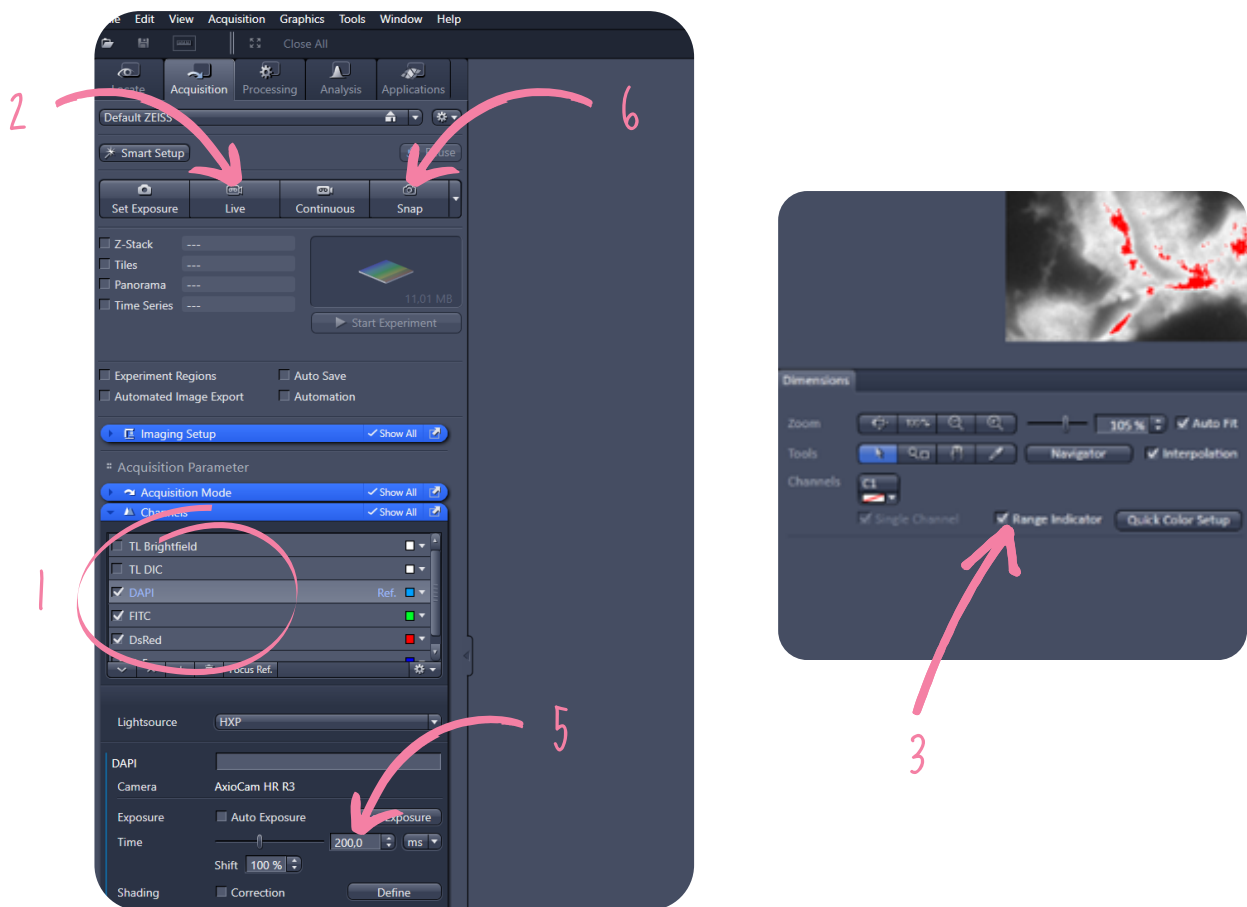 Edit View Acquisition Graphics Tools Window Help
Close All
Locate Acquisition Processing Analysis Applications
2
6
Default ZEISS
Smart Setup
Set Exposure Live Continuous Snap
Z-Stack ---
Tiles ---
Panorama ---
Time Series ---
11,01 MB
Start Experiment
Experiment Regions Auto Save
Automated Image Export Automation
Imaging Setup Show All
Acquisition Parameter
Acquisition Mode Show All
Channels Show All
TL Brightfield
TL DIC
1
DAPI Ref.
FITC
DsRed
Focus Ref.
Lightsource HXP
5
DAPI
Camera AxioCam HR R3
Exposure Auto Exposure Exposure
Time 200,0 ms
Shift 100 %
Shading Correction Define
Dimensions
Zoom 100% 105 % Auto Fit
Tools Navigator Interpolation
Channels C1
Single Channel Range Indicator Quick Color Setup
3